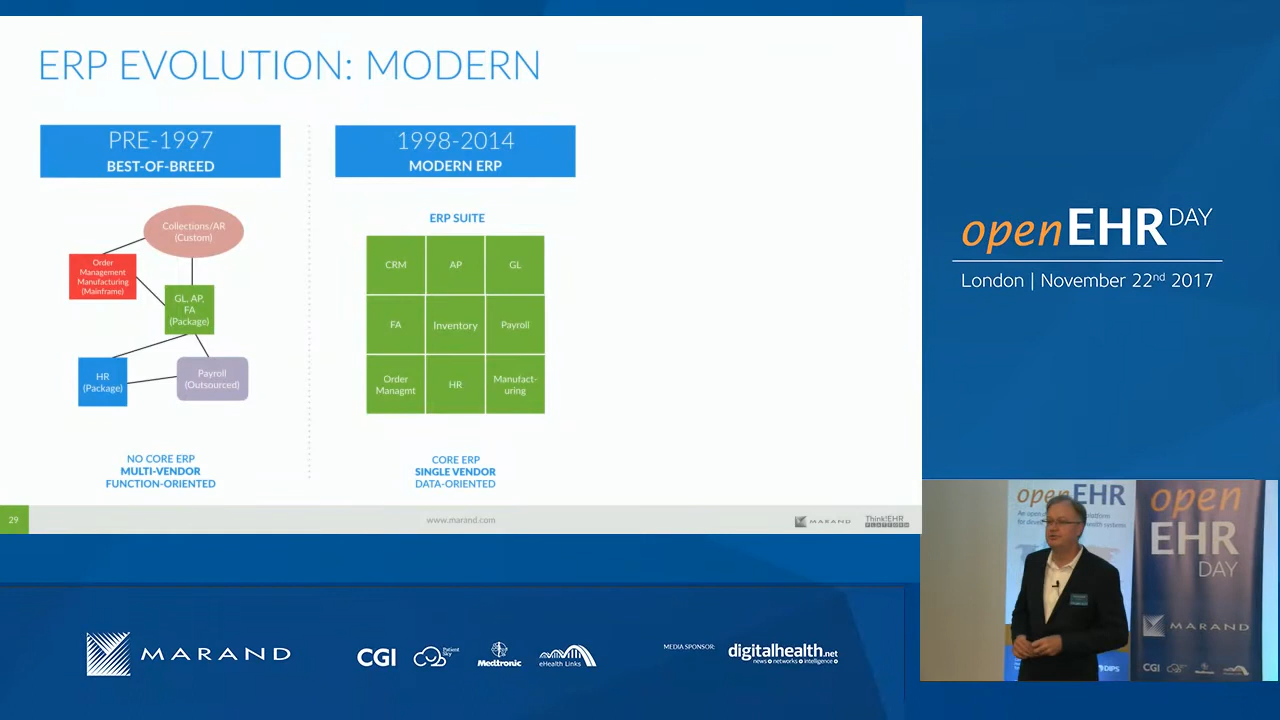 ERP EVOLUTION: MODERN
PRE-1997
BEST-OF-BREED
Collections/AR
(Custom)
Order
Management
Manufacturing
(Mainframe)
GL, AP,
FA
(Package)
HR
(Package)
Payroll
(Outsourced)
NO CORE ERP
MULTI-VENDOR
FUNCTION-ORIENTED
1998-2014
MODERN ERP
ERP SUITE
CRM
AP
GL
FA
Inventory
Payroll
Order
Managmt
HR
Manufact-
uring
CORE ERP
SINGLE VENDOR
DATA-ORIENTED
29
www.marand.com
MARAND
Think!EHR
PLATFORM
openEHR DAY
London | November 22nd 2017
openEHR
open
EHR
DAY
MARAND
CGI
DIPS
MARAND
CGI
Medtronic
eHealth Links
MEDIA SPONSOR:
digitalhealth.net
news networks intelligence